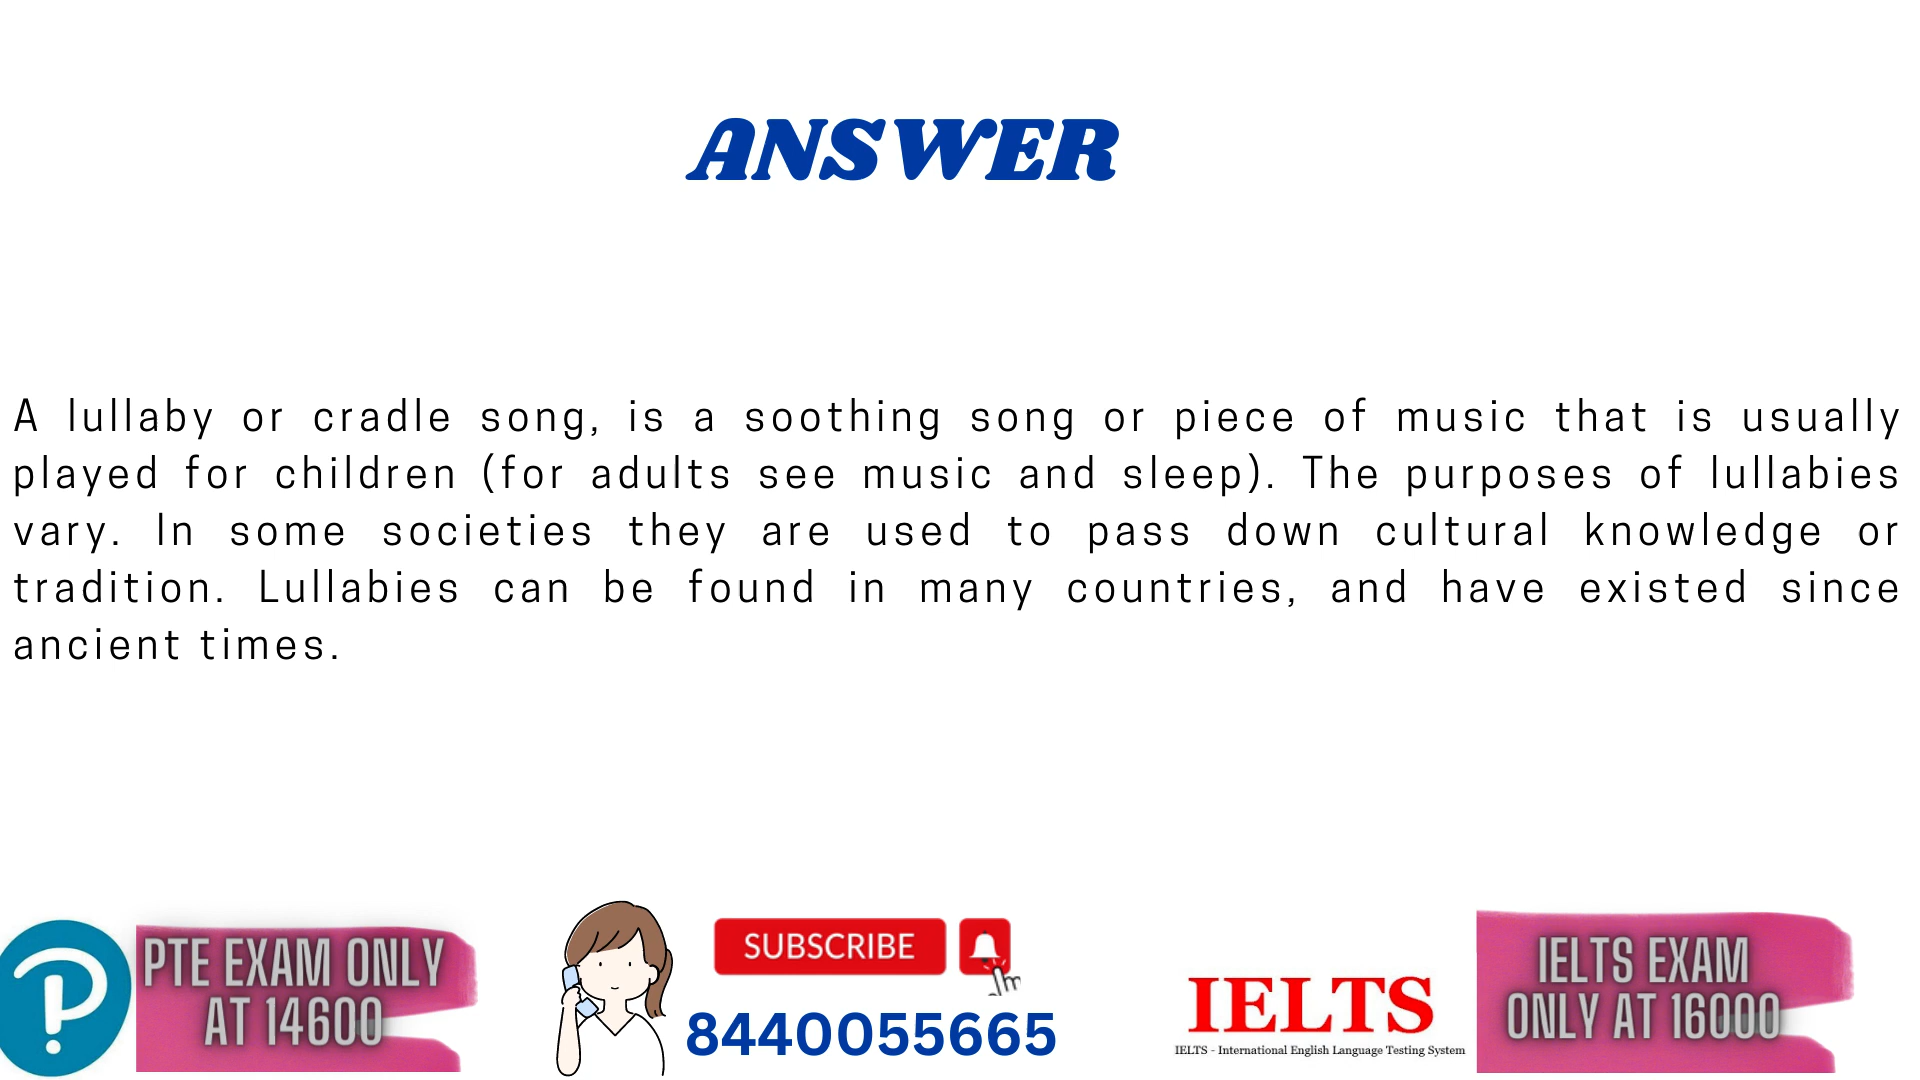 ANSWER
A lullaby or cradle song, is a soothing song or piece of music that is usually
played for children (for adults see music and sleep). The purposes of lullabies
vary. In some societies they are used to pass down cultural knowledge or
tradition. Lullabies can be found in many countries, and have existed since
ancient times.
PTE EXAM ONLY
AT 14600
SUBSCRIBE
8440055665
IELTS
IELTS - International English Language Testing System
IELTS EXAM
ONLY AT 16000